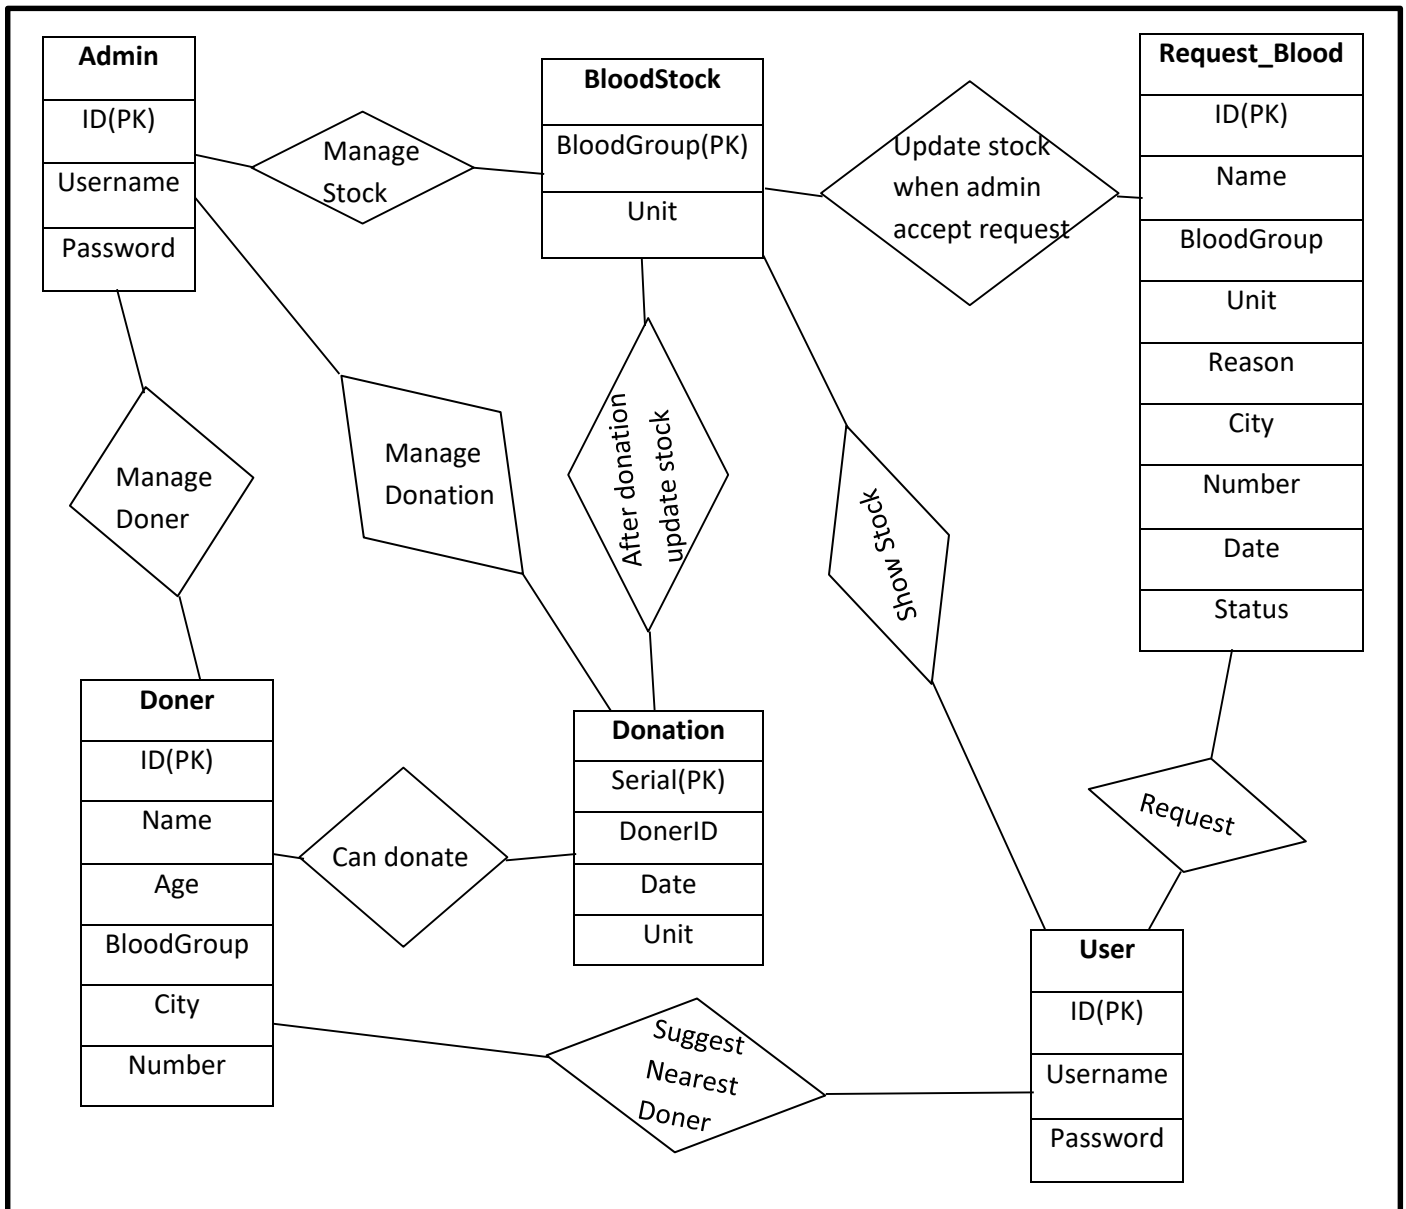 Admin
ID(PK)
Username
Password
Manage
Stock
BloodStock
BloodGroup(PK)
Unit
Update stock
when admin
accept request
Request_Blood
ID(PK)
Name
BloodGroup
Unit
Reason
City
Number
Date
Status
Manage
Doner
Manage
Donation
After donation
update stock
Show Stock
Doner
ID(PK)
Name
Age
BloodGroup
City
Number
Can donate
Donation
Serial(PK)
DonerID
Date
Unit
Request
Suggest
Nearest
Doner
User
ID(PK)
Username
Password